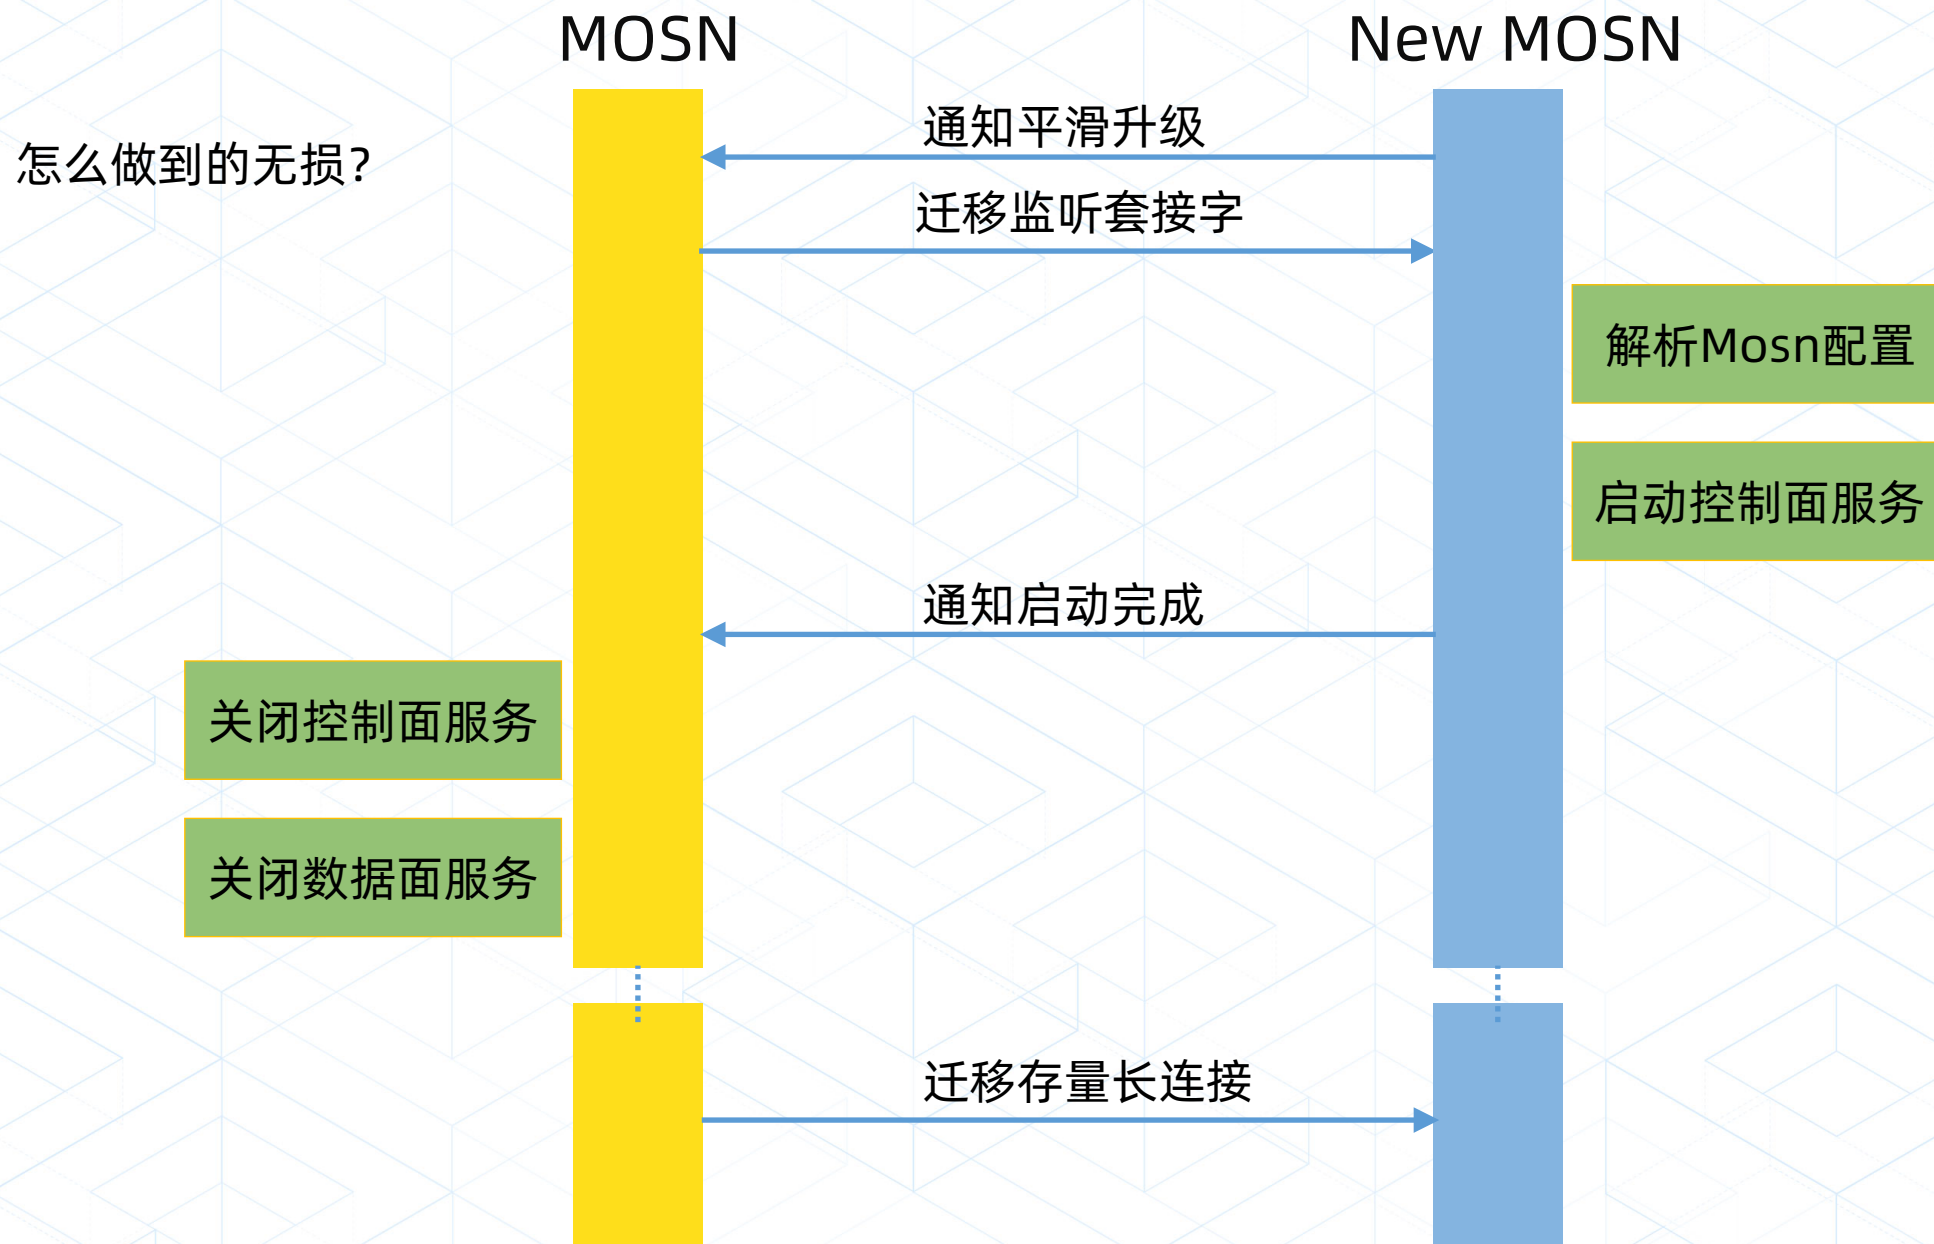 MOSN
New MOSN
怎么做到的无损？
通知平滑升级
迁移监听套接字
解析Mosn配置
启动控制面服务
通知启动完成
关闭控制面服务
关闭数据面服务
迁移存量长连接